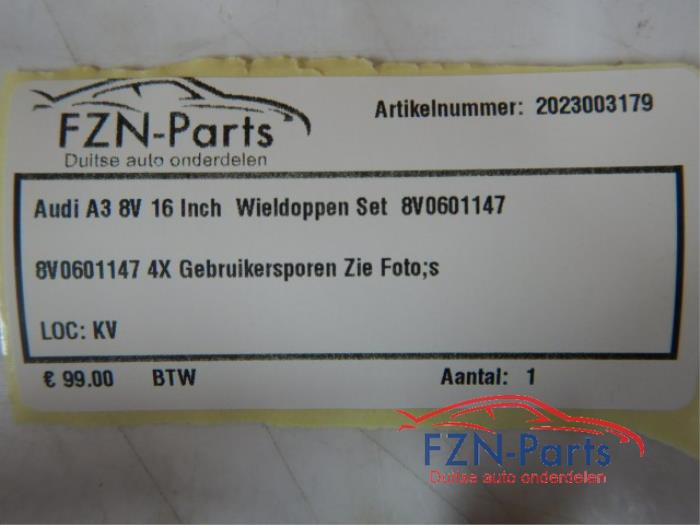 FZN-Parts
Duitse auto onderdelen
Artikelnummer: 2023003179
Audi A3 8V 16 Inch Wieldoppen Set 8V0601147
8V0601147 4X Gebruikersporen Zie Foto;s
LOC: KV
€ 99.00 BTW Aantal: 1
FZN-Parts
Duitse auto onderdelen